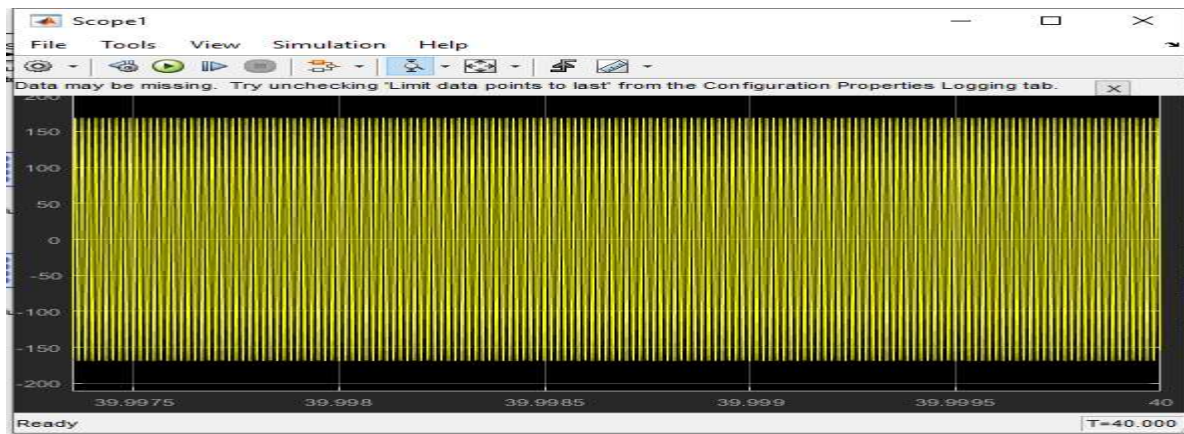 Scope1
File Tools View Simulation Help
Data may be missing. Try unchecking 'Limit data points to last' from the Configuration Properties Logging tab.
200
150
100
50
0
-50
-100
-150
-200
39.9975 39.998 39.9985 39.999 39.9995 40
Ready T=40.000